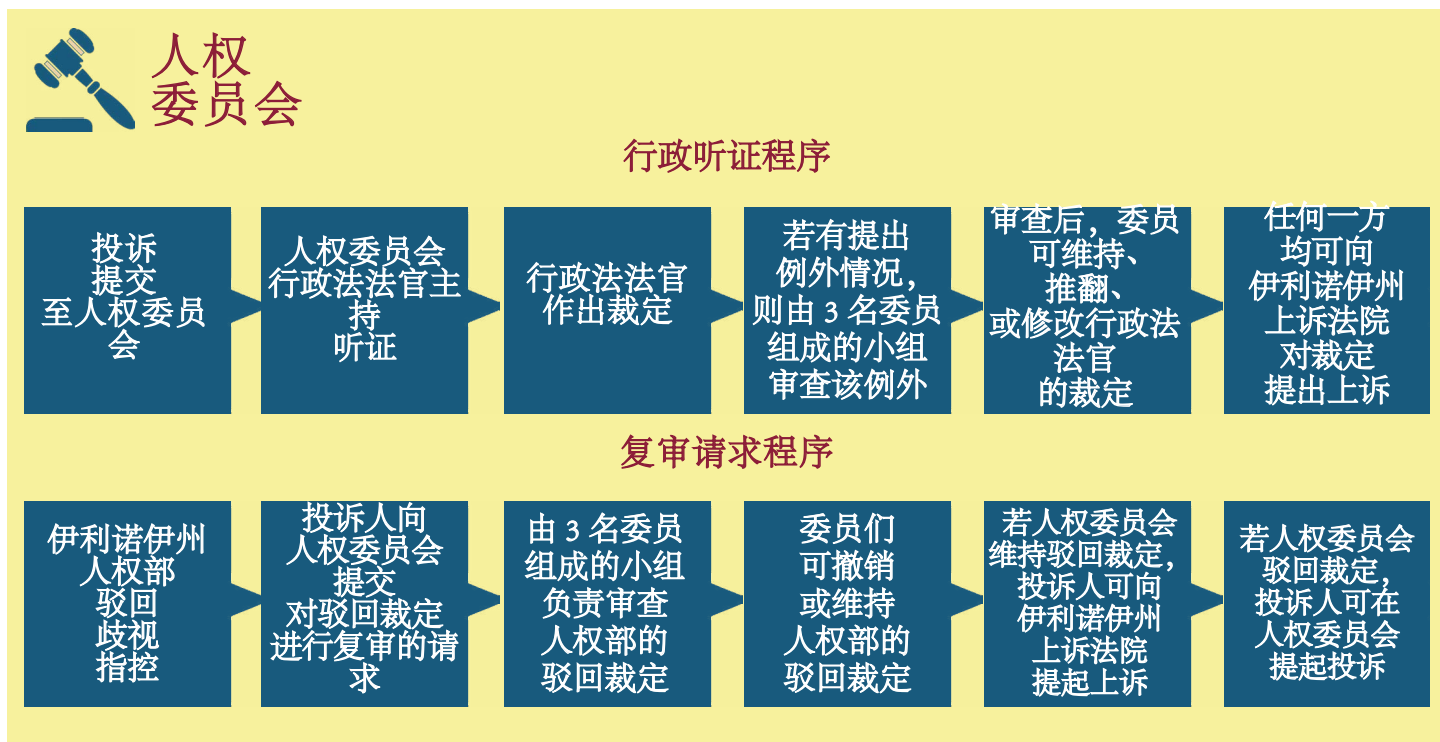 人权
委员会
行政听证程序
投诉
提交
至人权委员
会
人权委员会
行政法法官主
持
听证
行政法法官
作出裁定
若有提出
例外情况，
则由 3 名委员
组成的小组
审查该例外
审查后，委员
可维持、
推翻、
或修改行政法
法官
的裁定
任何一方
均可向
伊利诺伊州
上诉法院
对裁定
提出上诉
复审请求程序
伊利诺伊州
人权部
驳回
歧视
指控
投诉人向
人权委员会
提交
对驳回裁定
进行复审的请
求
由 3 名委员
组成的小组
负责审查
人权部的
驳回裁定
委员们
可撤销
或维持
人权部的
驳回裁定
若人权委员会
维持驳回裁定，
投诉人可向
伊利诺伊州
上诉法院
提起上诉
若人权委员会
驳回裁定，
投诉人可在
人权委员会
提起投诉